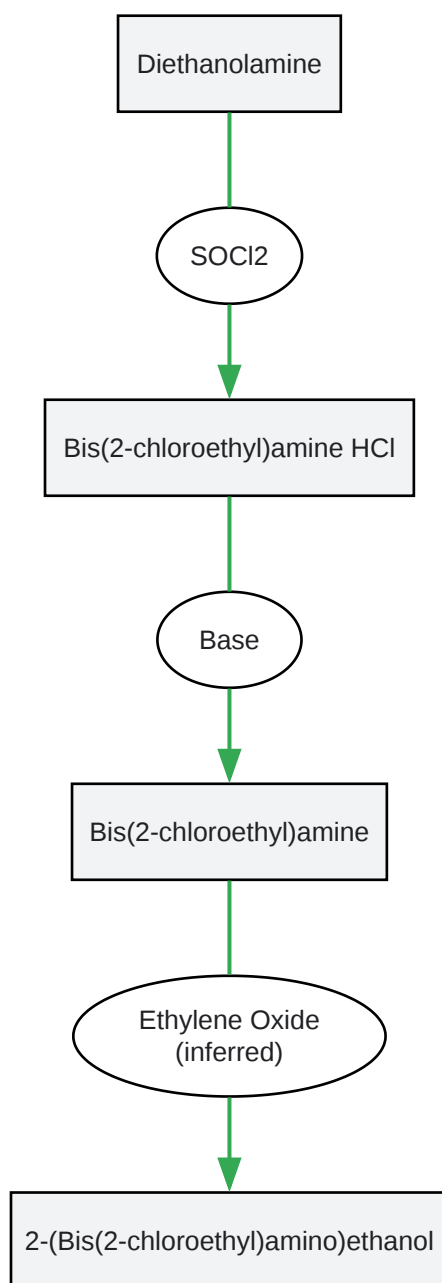 Diethanolamine
SOCl2
Bis(2-chloroethyl)amine HCl
Base
Bis(2-chloroethyl)amine
Ethylene Oxide
(inferred)
2-(Bis(2-chloroethyl)amino)ethanol